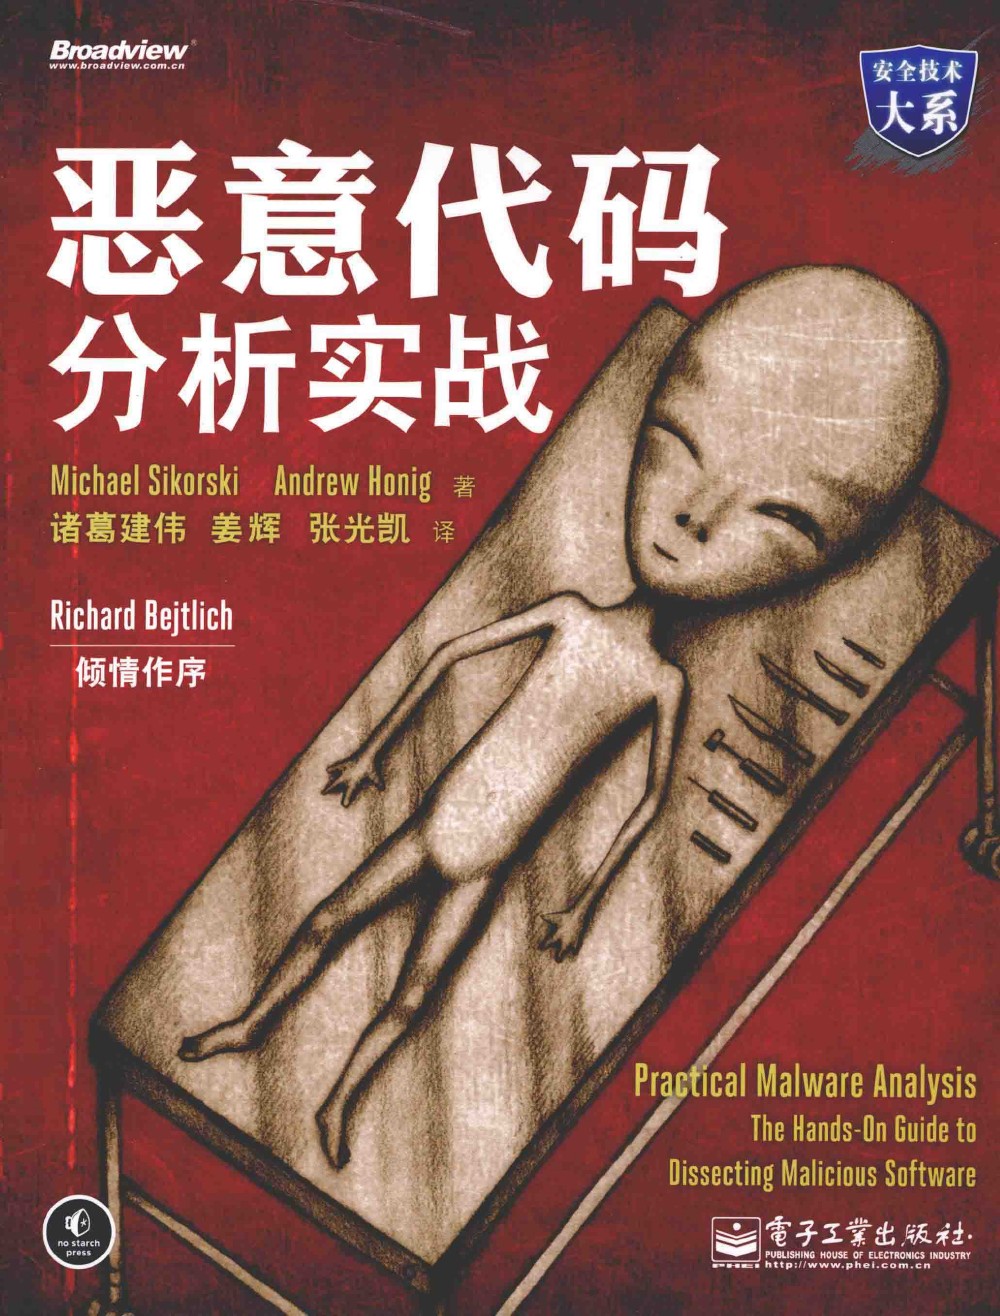 Broadview
www.broadview.com.cn
安全技术
大系
恶意代码
分析实战
Michael Sikorski Andrew Honig 著
诸葛建伟 姜辉 张光凯 译
Richard Bejtlich
倾情作序
Practical Malware Analysis
The Hands-On Guide to
Dissecting Malicious Software
no starch
press
電子工業出版社.
PUBLISHING HOUSE OF ELECTRONICS INDUSTRY
PHEI http://www.phei.com.cn